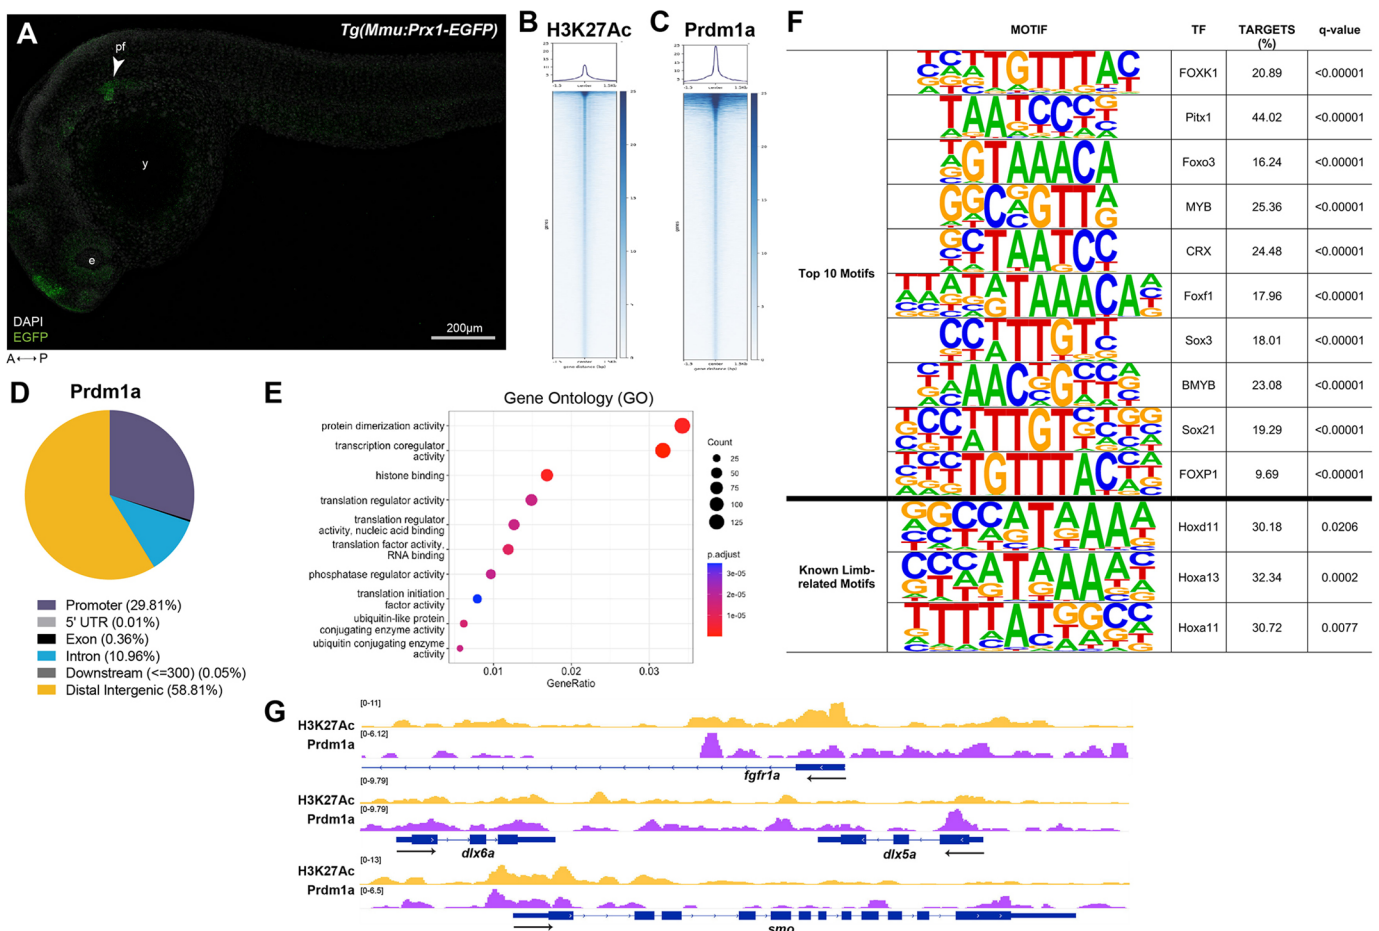 A
Tg(Mmu:Prx1-EGFP)
pf
y
e
DAPI
EGFP
200µm
A ⟷ P
B
H3K27Ac
C
Prdm1a
D
Prdm1a
Promoter (29.81%)
5' UTR (0.01%)
Exon (0.36%)
Intron (10.96%)
Downstream (<=300) (0.05%)
Distal Intergenic (58.81%)
E
Gene Ontology (GO)
protein dimerization activity
transcription coregulator
activity
histone binding
translation regulator activity
translation regulator
activity, nucleic acid binding
translation factor activity,
RNA binding
phosphatase regulator activity
translation initiation
factor activity
ubiquitin-like protein
conjugating enzyme activity
ubiquitin conjugating enzyme
activity
0.01 0.02 0.03
GeneRatio
Count
25
50
75
100
125
p.adjust
3e-05
2e-05
1e-05
F
MOTIF TF TARGETS (%) q-value
Top 10 Motifs
FOXK1 20.89 <0.00001
Pitx1 44.02 <0.00001
Foxo3 16.24 <0.00001
MYB 25.36 <0.00001
CRX 24.48 <0.00001
Foxf1 17.96 <0.00001
Sox3 18.01 <0.00001
BMYB 23.08 <0.00001
Sox21 19.29 <0.00001
FOXP1 9.69 <0.00001
Known Limb-
related Motifs
Hoxd11 30.18 0.0206
Hoxa13 32.34 0.0002
Hoxa11 30.72 0.0077
G
[0-11]
H3K27Ac
[0-6.12]
Prdm1a
fgfr1a
[0-9.79]
H3K27Ac
[0-9.79]
Prdm1a
dlx6a
dlx5a
[0-13]
H3K27Ac
[0-6.5]
Prdm1a
smo